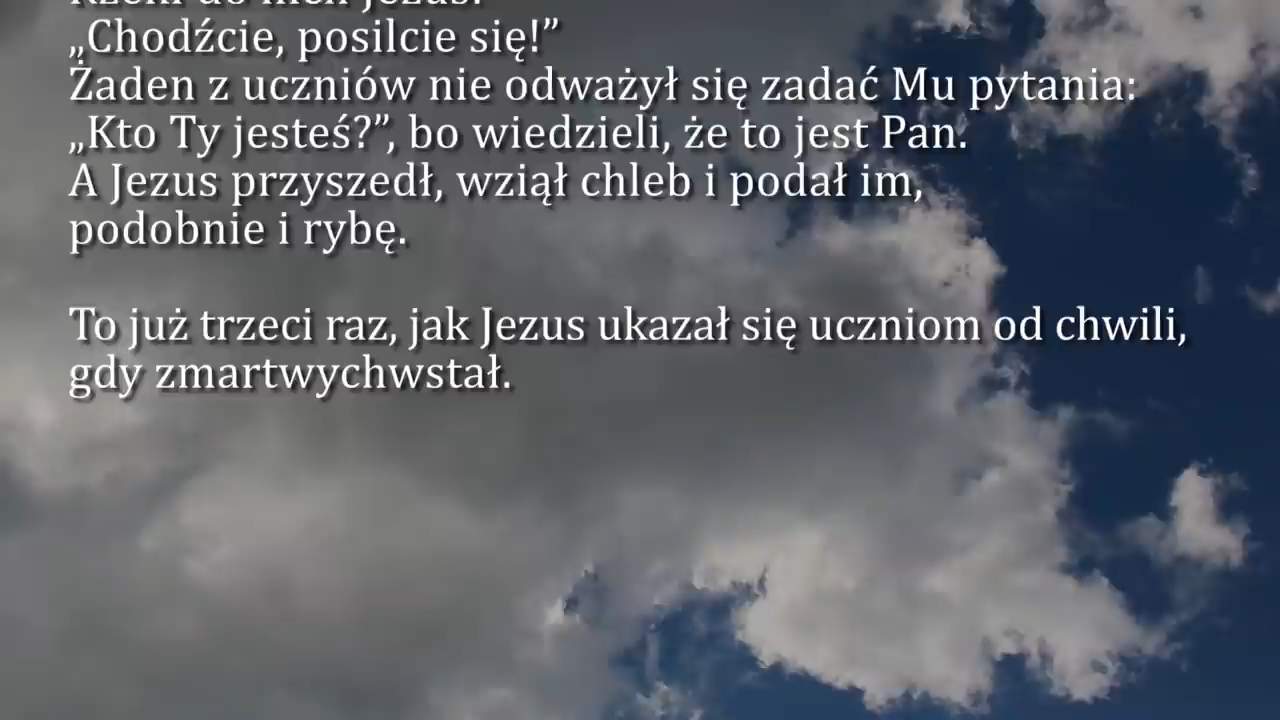 „Chodźcie, posilcie się!”
Żaden z uczniów nie odważył się zadać Mu pytania:
„Kto Ty jesteś?”, bo wiedzieli, że to jest Pan.
A Jezus przyszedł, wziął chleb i podał im,
podobnie i rybę.
To już trzeci raz, jak Jezus ukazał się uczniom od chwili,
gdy zmartwychwstał.